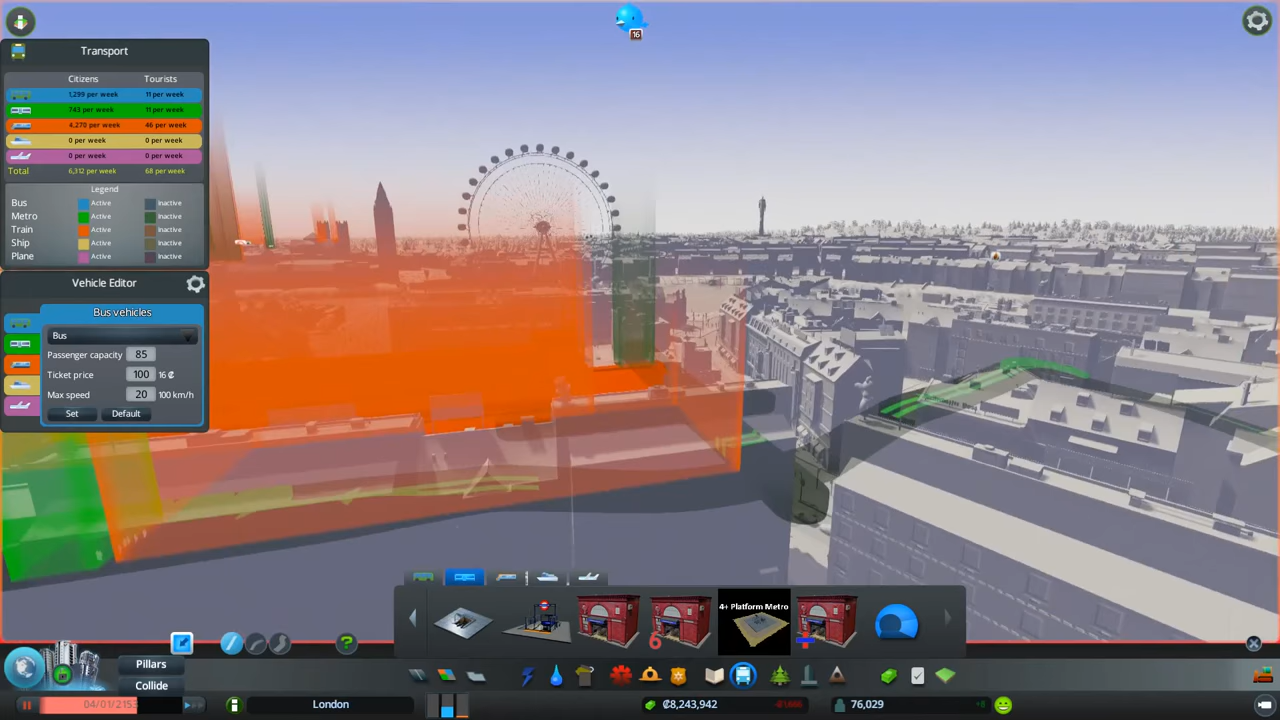 16
Transport
Citizens Tourists
1,299 per week 11 per week
743 per week 11 per week
4,270 per week 46 per week
0 per week 0 per week
0 per week 0 per week
Total 6,312 per week 68 per week
Legend
Bus Active Inactive
Metro Active Inactive
Train Active Inactive
Ship Active Inactive
Plane Active Inactive
Vehicle Editor
Bus vehicles
Bus
Passenger capacity 85
Ticket price 100 16 ₡
Max speed 20 100 km/h
Set Default
4+ Platform Metro
6
?
Pillars
Collide
London
₡8,243,942
76,029